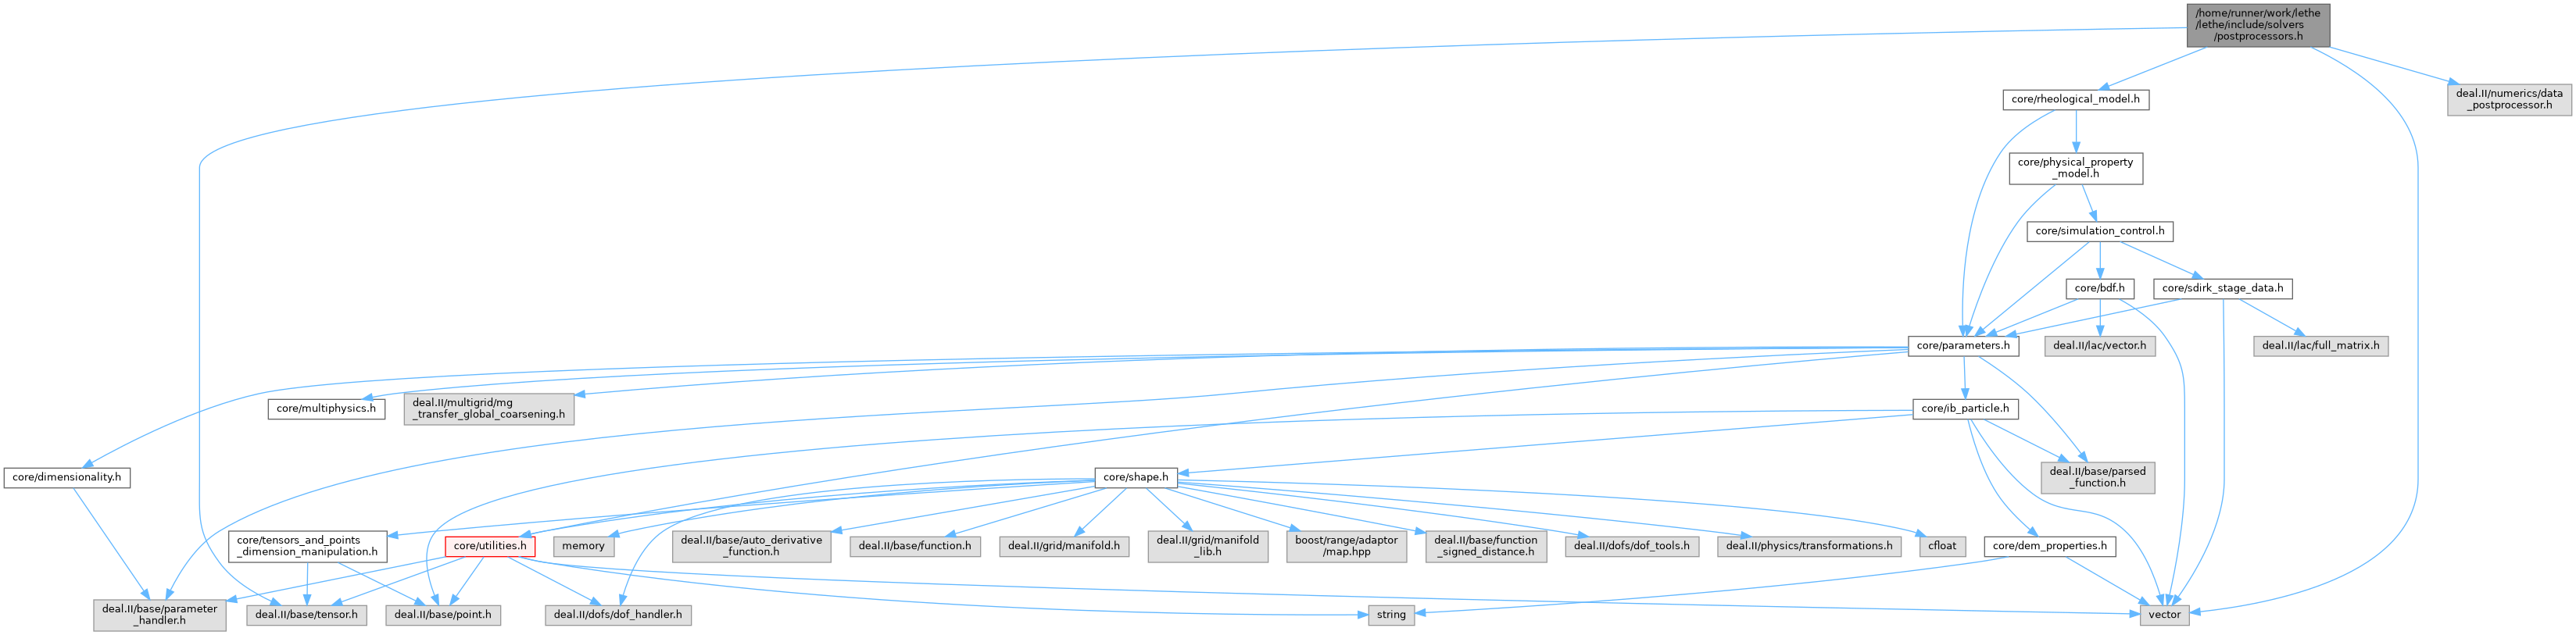 /home/runner/work/lethe
/lethe/include/solvers
/postprocessors.h
deal.II/numerics/data
_postprocessor.h
core/rheological_model.h
core/physical_property
_model.h
core/simulation_control.h
core/bdf.h
core/sdirk_stage_data.h
core/parameters.h
deal.II/lac/vector.h
deal.II/lac/full_matrix.h
core/multiphysics.h
deal.II/multigrid/mg
_transfer_global_coarsening.h
core/ib_particle.h
core/dimensionality.h
core/shape.h
deal.II/base/parsed
_function.h
core/tensors_and_points
_dimension_manipulation.h
core/utilities.h
memory
deal.II/base/auto_derivative
_function.h
deal.II/base/function.h
deal.II/grid/manifold.h
deal.II/grid/manifold
_lib.h
boost/range/adaptor
/map.hpp
deal.II/base/function
_signed_distance.h
deal.II/dofs/dof_tools.h
deal.II/physics/transformations.h
cfloat
core/dem_properties.h
deal.II/base/parameter
_handler.h
deal.II/base/tensor.h
deal.II/base/point.h
deal.II/dofs/dof_handler.h
string
vector